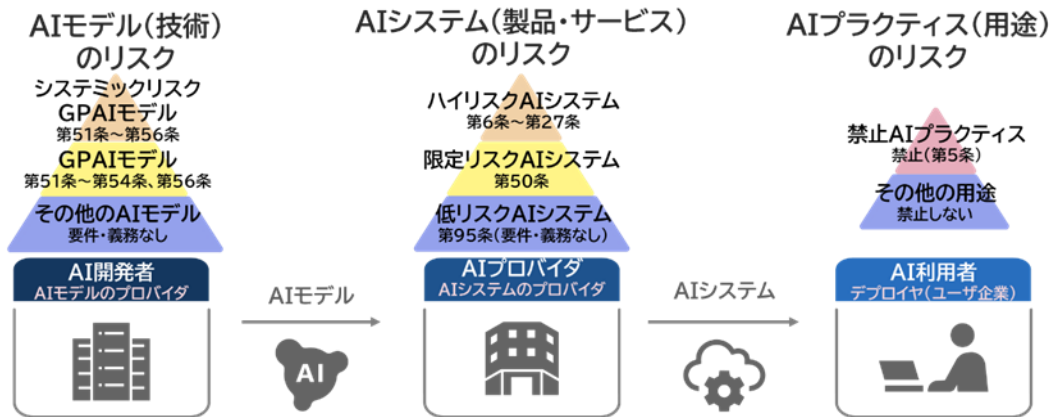 AIモデル(技術)
のリスク
システミックリスク
GPAIモデル
第51条~第56条
GPAIモデル
第51条~第54条、第56条
その他のAIモデル
要件・義務なし
AI開発者
AIモデルのプロバイダ
AIモデル
AI
AIシステム(製品・サービス)
のリスク
ハイリスクAIシステム
第6条~第27条
限定リスクAIシステム
第50条
低リスクAIシステム
第95条(要件・義務なし)
AIプロバイダ
AIシステムのプロバイダ
AIシステム
AIプラクティス(用途)
のリスク
禁止AIプラクティス
禁止(第5条)
その他の用途
禁止しない
AI利用者
デプロイヤ(ユーザ企業)